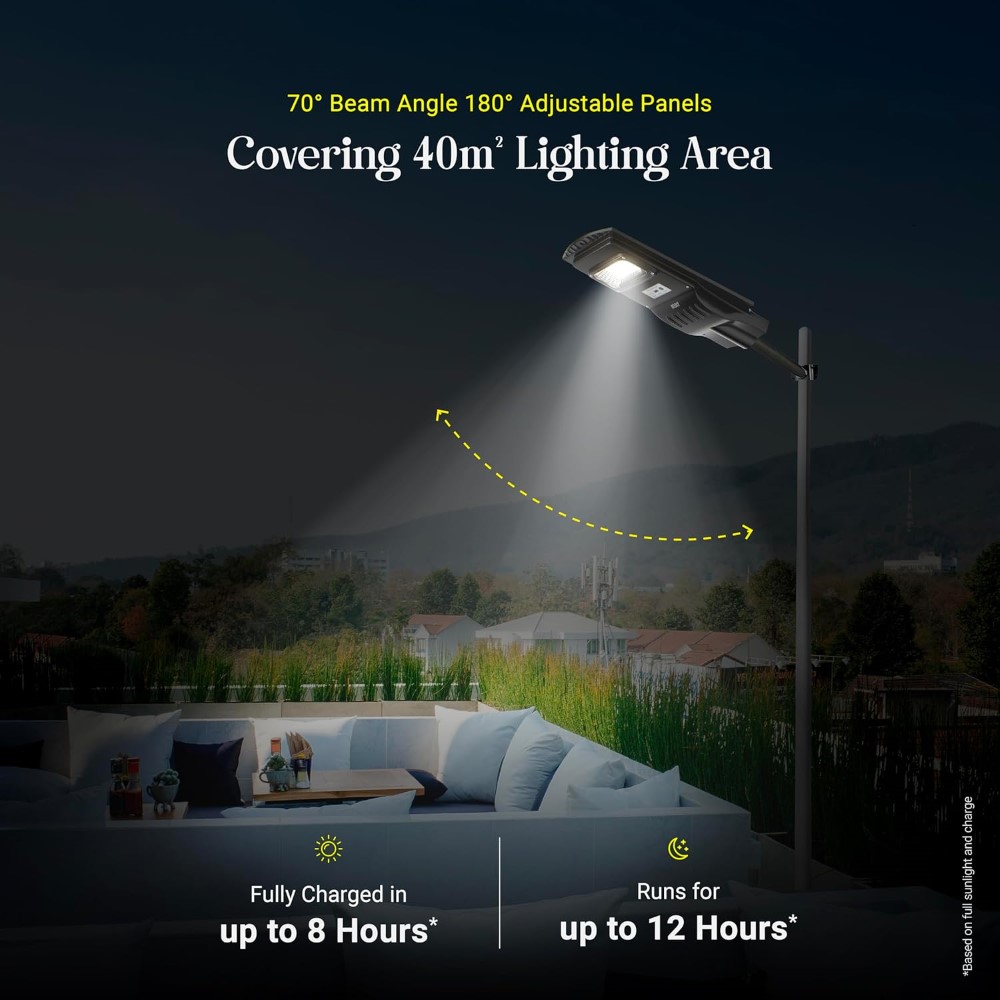 70° Beam Angle 180° Adjustable Panels
Covering 40m² Lighting Area
Fully Charged in
up to 8 Hours*
Runs for
up to 12 Hours*
*Based on full sunlight and charge